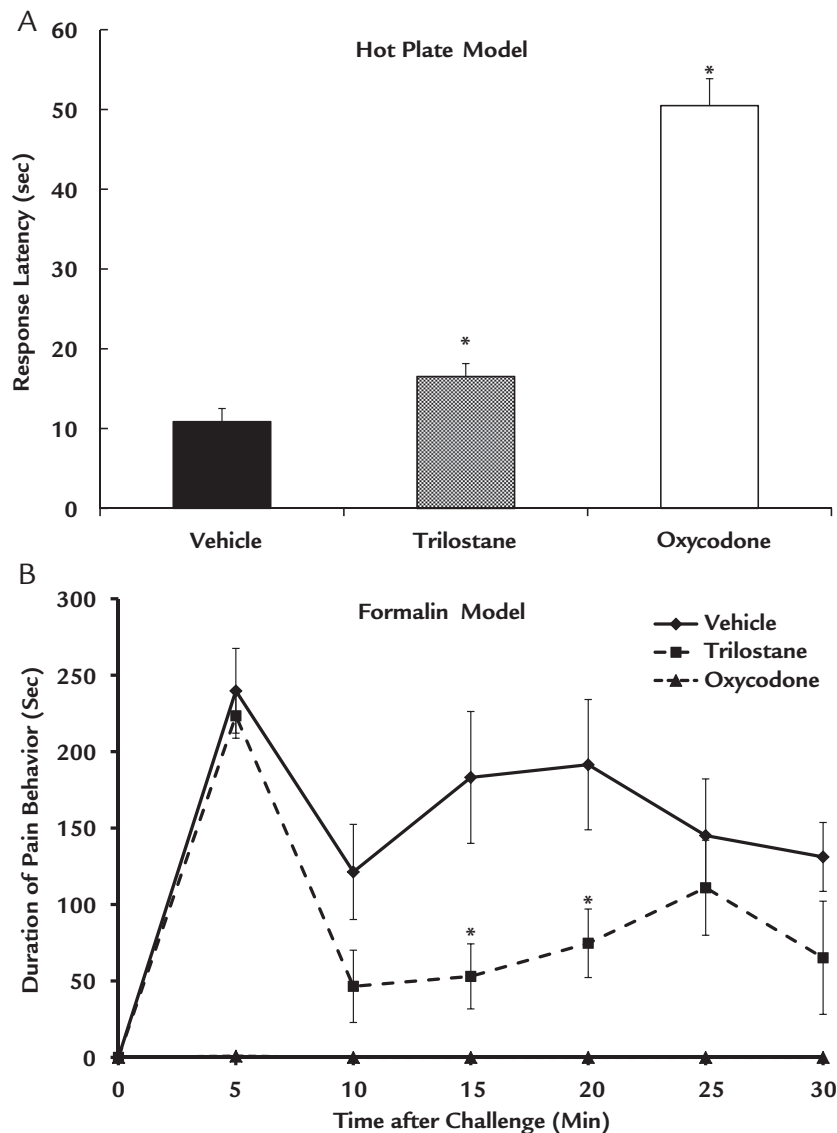 A
Hot Plate Model
Response Latency (sec)
60
50
40
30
20
10
0
*
*
Vehicle Trilostane Oxycodone
B
Formalin Model
Vehicle
Trilostane
Oxycodone
Duration of Pain Behavior (Sec)
300
250
200
150
100
50
0
*
*
0 5 10 15 20 25 30
Time after Challenge (Min)